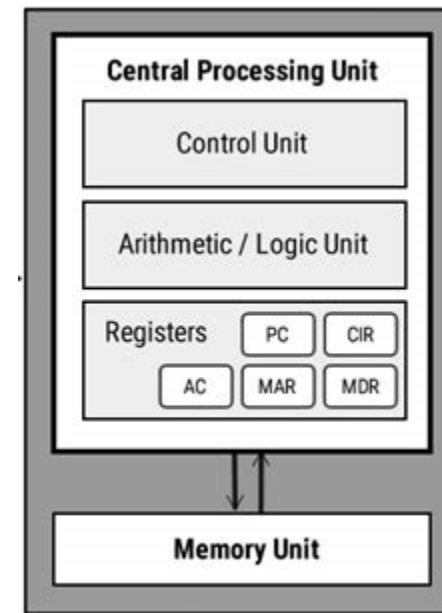 Central Processing Unit
Control Unit
Arithmetic / Logic Unit
Registers PC CIR
AC MAR MDR
Memory Unit